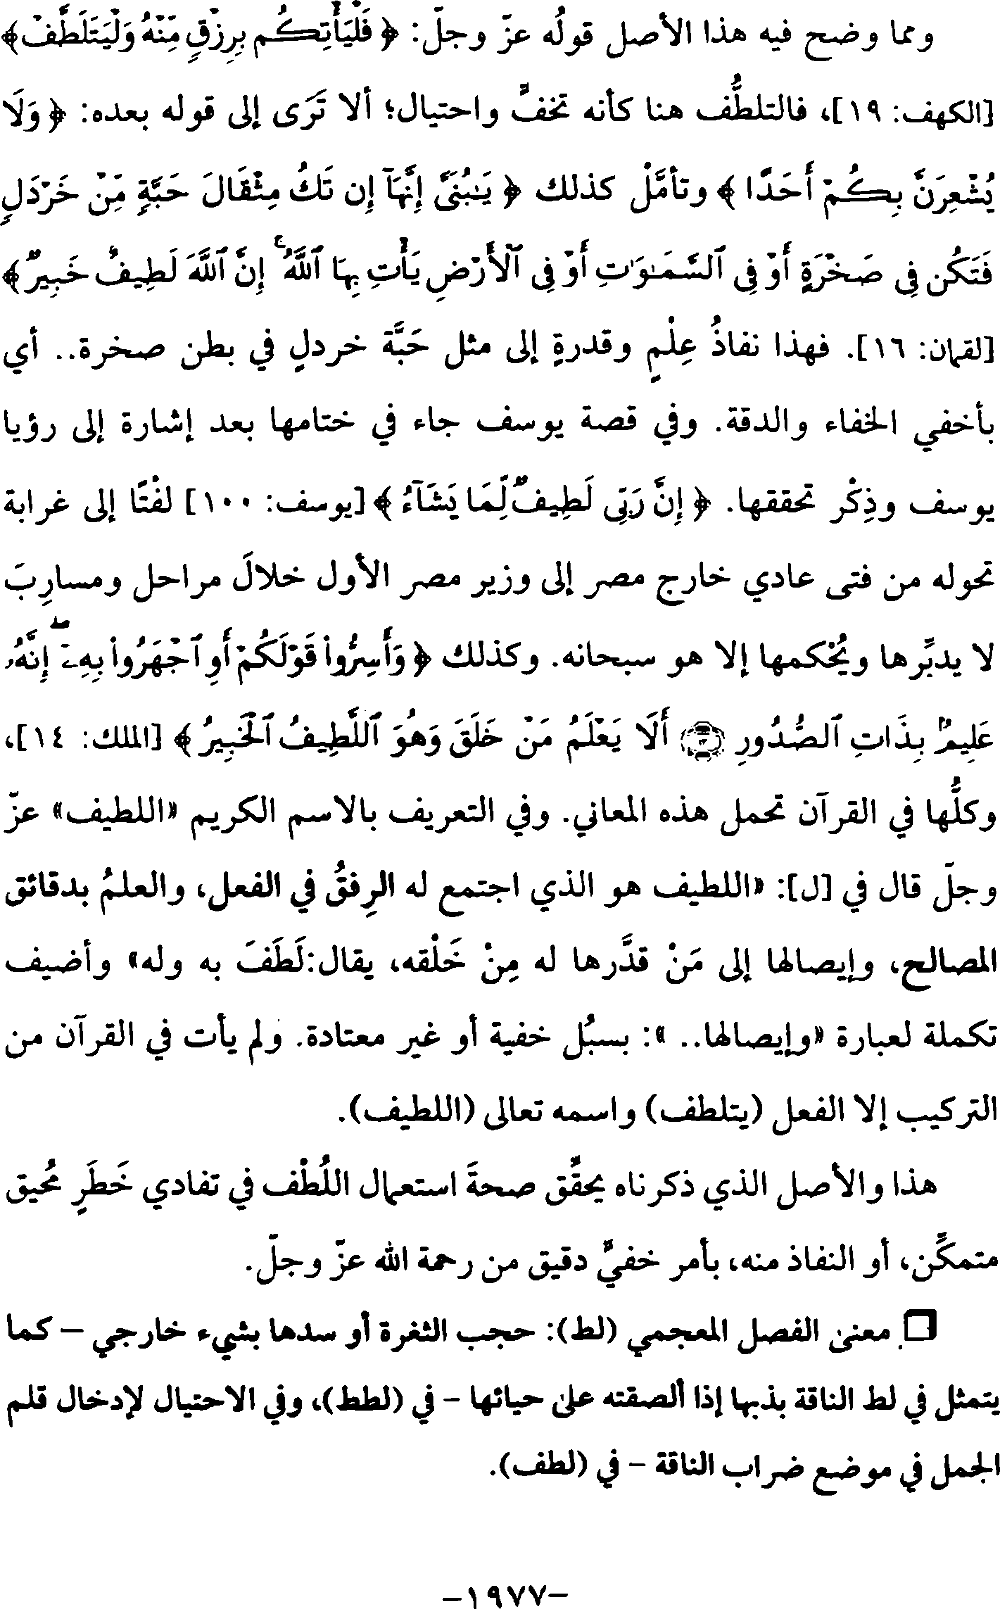 ومما وضح فيه هذا الأصل قولُه عزّ وجلّ: ﴿ فَلْيَأْتِكُم بِرِزْقٍ مِّنْهُ وَلْيَتَلَطَّفْ ﴾
[الكهف: ١٩]، فالتلطُّف هنا كأنه تخفٍّ واحتيال؛ ألا تَرَى إلى قوله بعده: ﴿ وَلَا
يُشْعِرَنَّ بِكُمْ أَحَدًا ﴾ وتأمَّلْ كذلك ﴿ يَـٰبُنَىَّ إِنَّهَآ إِن تَكُ مِثْقَالَ حَبَّةٍ مِّنْ خَرْدَلٍ
فَتَكُن فِى صَخْرَةٍ أَوْ فِى ٱلسَّمَـٰوَٰتِ أَوْ فِى ٱلْأَرْضِ يَأْتِ بِهَا ٱللَّهُ ۚ إِنَّ ٱللَّهَ لَطِيفٌ خَبِيرٌ ﴾
[لقمان: ١٦]. فهذا نفاذُ عِلْمٍ وقدرةٍ إلى مثل حَبَّة خردلٍ في بطن صخرة.. أي
بأخفي الخفاء والدقة. وفي قصة يوسف جاء في ختامها بعد إشارة إلى رؤيا
يوسف وذِكْر تحققها. ﴿ إِنَّ رَبِّى لَطِيفٌ لِّمَا يَشَآءُ ﴾ [يوسف: ١٠٠] لفْتًا إلى غرابة
تحوله من فتى عادي خارج مصر إلى وزير مصر الأول خلالَ مراحل ومسارِبَ
لا يدبِّرها ويُحْكمها إلا هو سبحانه. وكذلك ﴿ وَأَسِرُّوا۟ قَوْلَكُمْ أَوِ ٱجْهَرُوا۟ بِهِۦٓ ۖ إِنَّهُۥ
عَلِيمٌۢ بِذَاتِ ٱلصُّدُورِ ۝١٣ أَلَا يَعْلَمُ مَنْ خَلَقَ وَهُوَ ٱللَّطِيفُ ٱلْخَبِيرُ ﴾ [الملك: ١٤]،
وكلُّها في القرآن تحمل هذه المعاني. وفي التعريف بالاسم الكريم «اللطيف» عزّ
وجلّ قال في [ل]: «اللطيف هو الذي اجتمع له الرِفقُ في الفعل، والعلمُ بدقائق
المصالح، وإيصالها إلى مَنْ قدَّرها له مِنْ خَلْقه، يقال:لَطَفَ به وله» وأضيف
تكملة لعبارة «وإيصالها.. »: بسبُل خفية أو غير معتادة. ولم يأت في القرآن من
التركيب إلا الفعل (يتلطف) واسمه تعالى (اللطيف).
هذا والأصل الذي ذكرناه يحقِّق صحةَ استعمال اللُطْف في تفادي خَطَرٍ مُحيق
متمكِّن، أو النفاذ منه، بأمر خفيٍّ دقيق من رحمة الله عزّ وجلّ.
❒ معنى الفصل المعجمي (لط): حجب الثغرة أو سدها بشيء خارجي – كما
يتمثل في لط الناقة بذبها إذا ألصقته على حيائها - في (لطط)، وفي الاحتيال لإدخال قلم
الجمل في موضع ضراب الناقة - في (لطف).
-١٩٧٧-